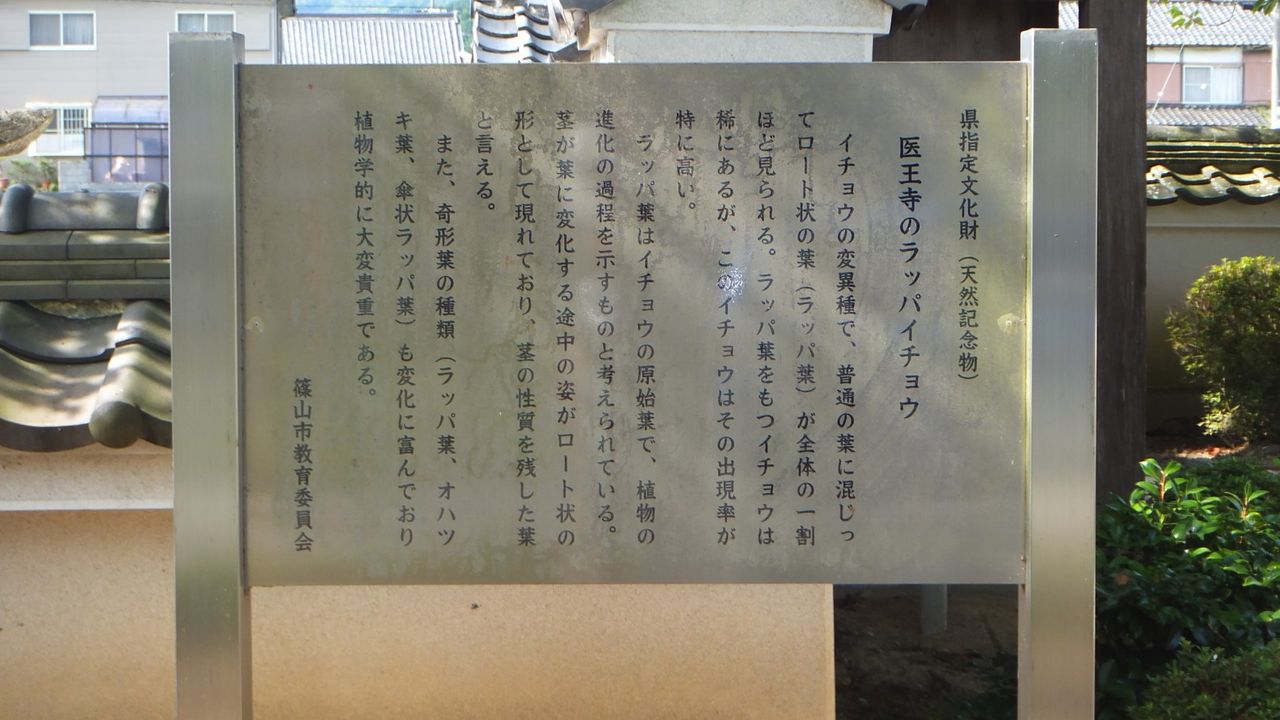 県指定文化財（天然記念物）
医王寺のラッパイチョウ
イチョウの変異種で、普通の葉に混じっ
てロート状の葉（ラッパ葉）が全体の一割
ほど見られる。ラッパ葉をもつイチョウは
稀にあるが、このイチョウはその出現率が
特に高い。
ラッパ葉はイチョウの原始葉で、植物の
進化の過程を示すものと考えられている。
茎が葉に変化する途中の姿がロート状の
形として現れており、茎の性質を残した葉
と言える。
また、奇形葉の種類（ラッパ葉、オハツ
キ葉、傘状ラッパ葉）も変化に富んでおり
植物学的に大変貴重である。
篠山市教育委員会